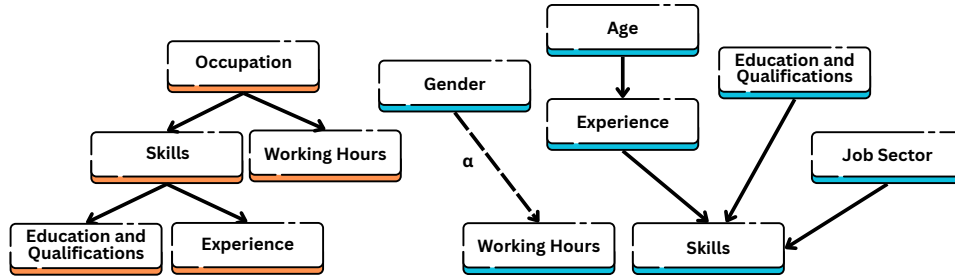 Occupation
Skills
Working Hours
Education and
Qualifications
Experience
Gender
α
Working Hours
Age
Experience
Education and
Qualifications
Job Sector
Skills